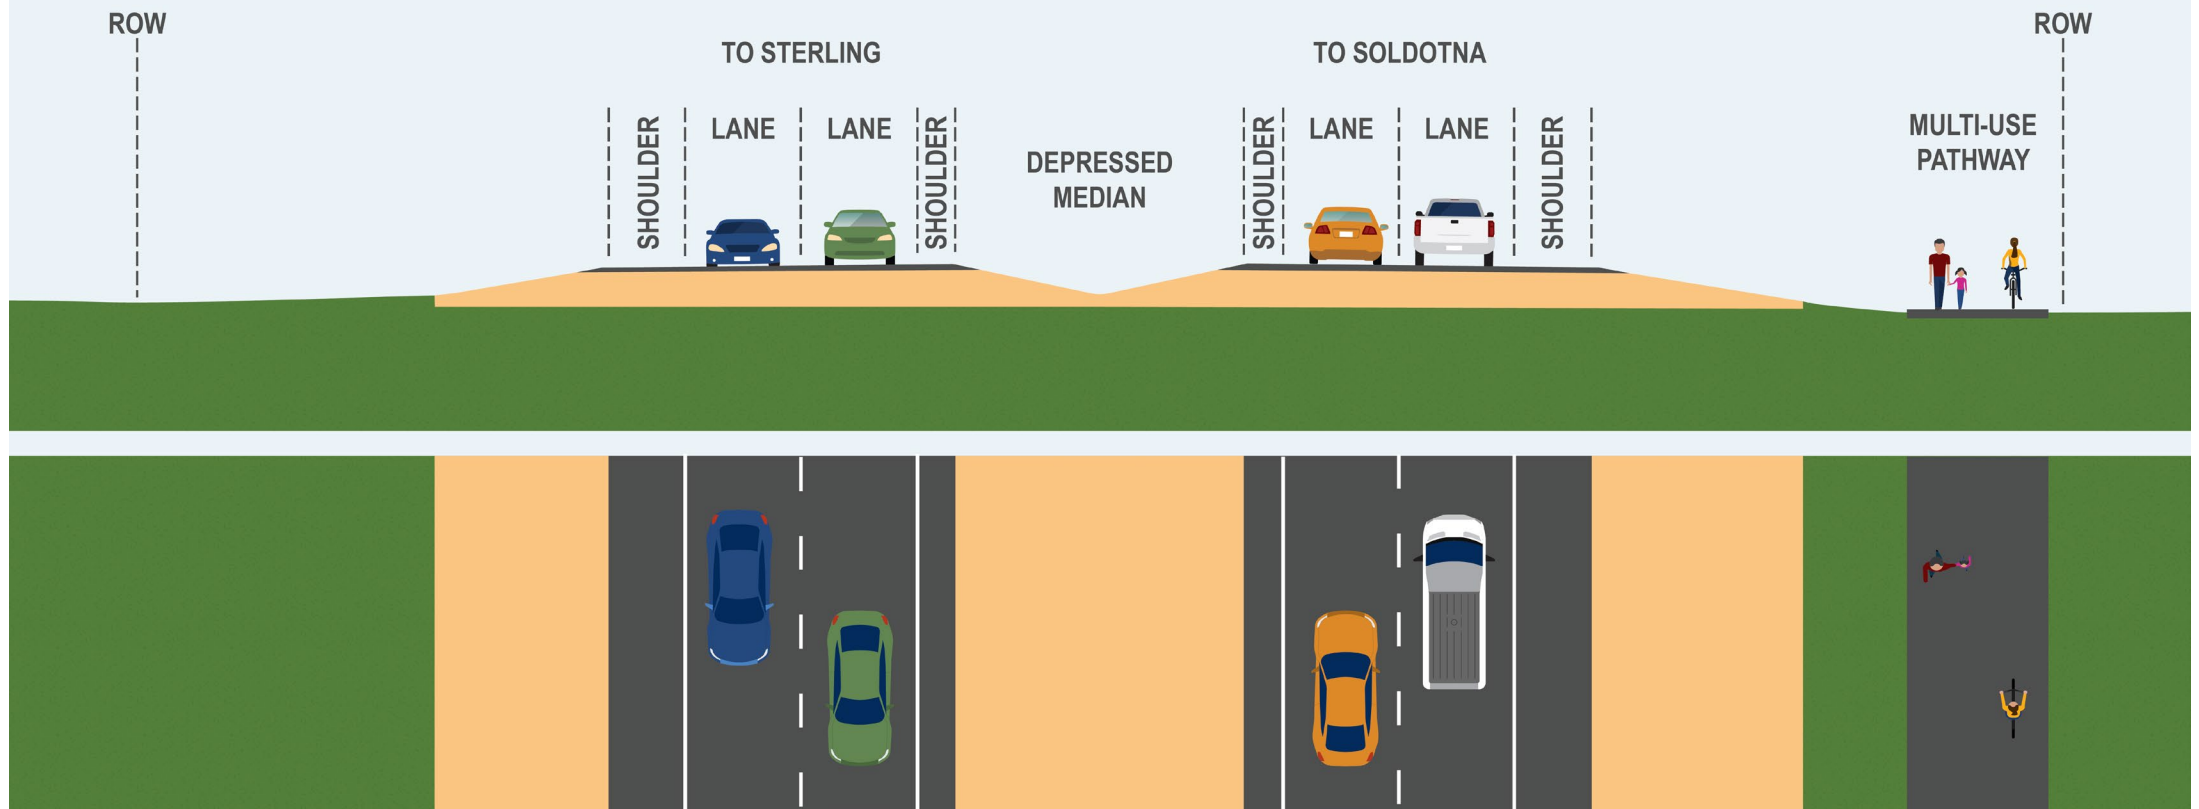 ROW
ROW
TO STERLING
TO SOLDOTNA
SHOULDER
LANE
LANE
SHOULDER
DEPRESSED
MEDIAN
SHOULDER
LANE
LANE
SHOULDER
MULTI-USE
PATHWAY